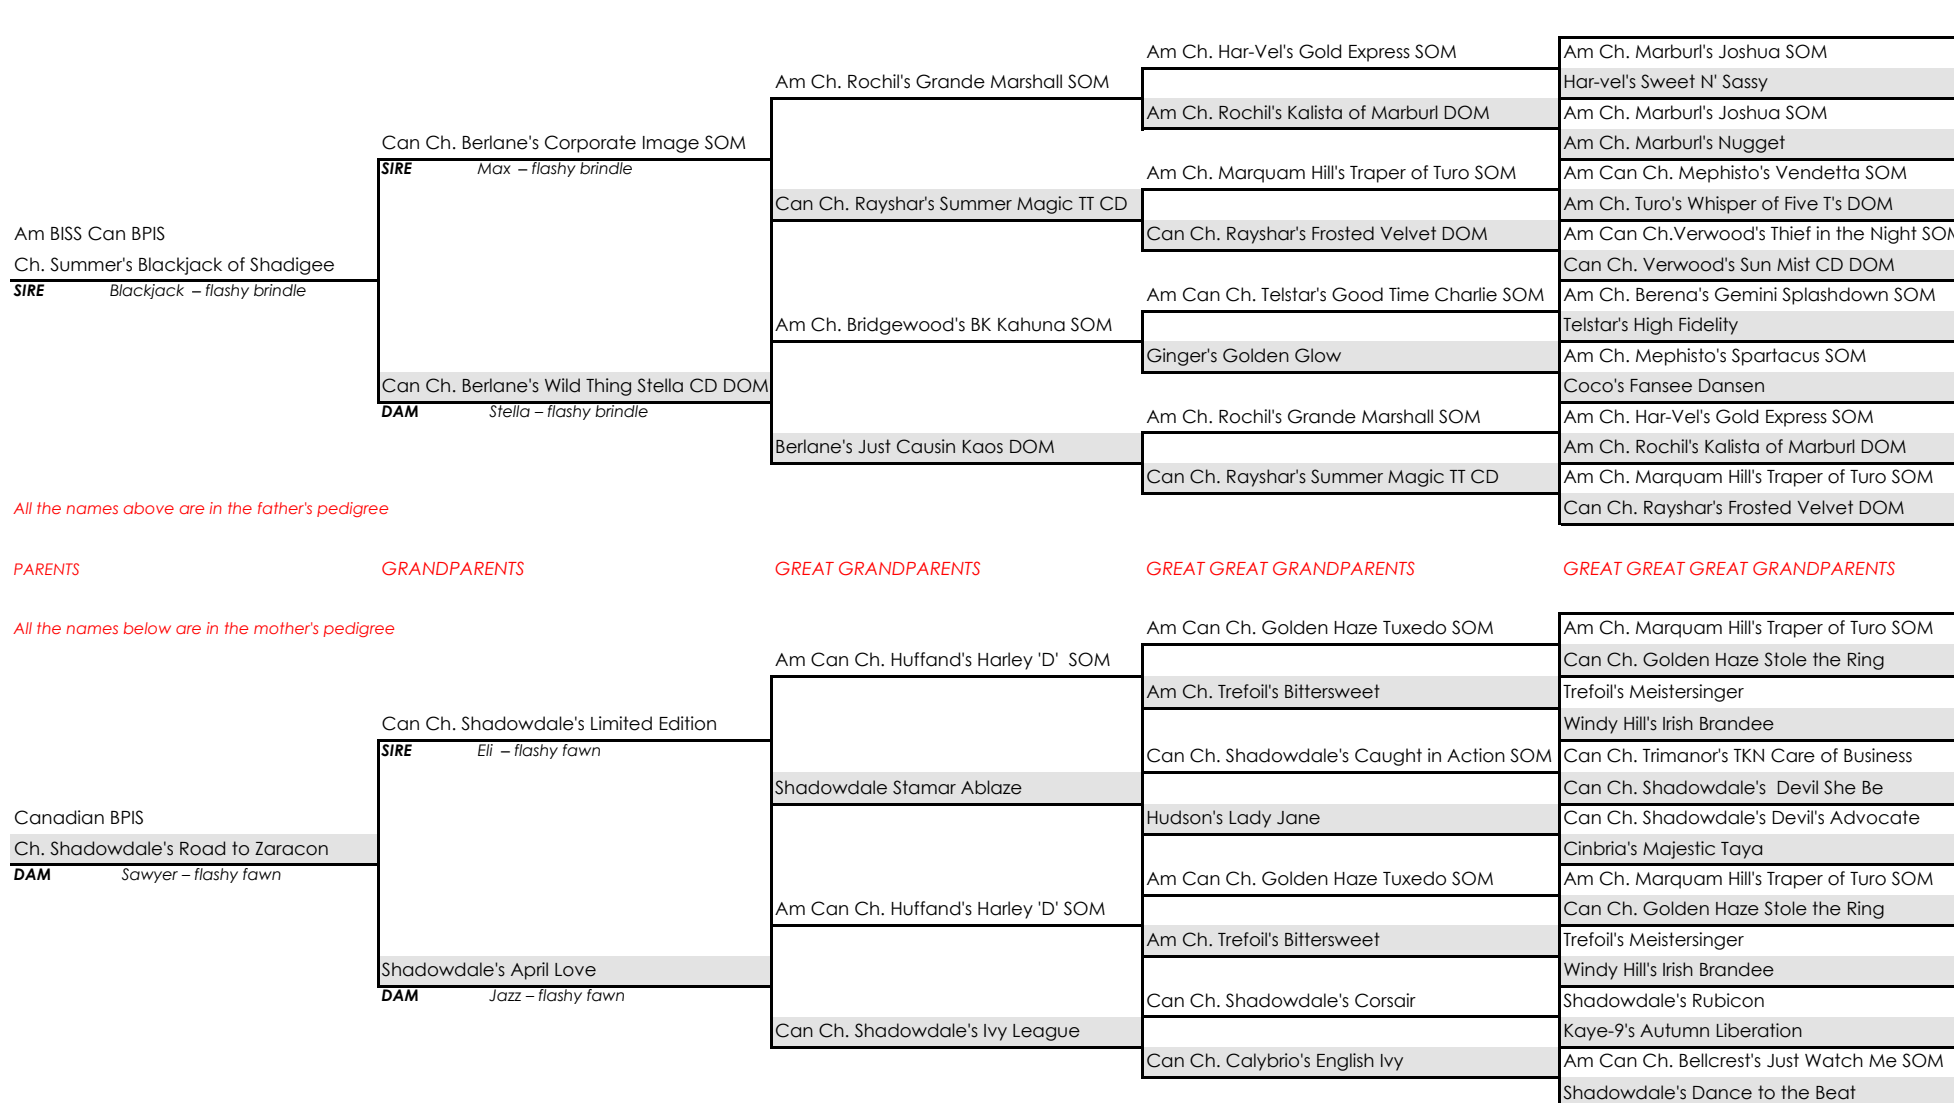 Am Ch. Har-Vel's Gold Express SOM
Am Ch. Marburl's Joshua SOM
Am Ch. Rochil's Grande Marshall SOM
Har-vel's Sweet N' Sassy
Am Ch. Rochil's Kalista of Marburl DOM
Am Ch. Marburl's Joshua SOM
Can Ch. Berlane's Corporate Image SOM
Am Ch. Marburl's Nugget
SIRE Max – flashy brindle
Am Ch. Marquam Hill's Traper of Turo SOM
Am Can Ch. Mephisto's Vendetta SOM
Can Ch. Rayshar's Summer Magic TT CD
Am Ch. Turo's Whisper of Five T's DOM
Am BISS Can BPIS
Can Ch. Rayshar's Frosted Velvet DOM
Am Can Ch.Verwood's Thief in the Night SOM
Ch. Summer's Blackjack of Shadigee
Can Ch. Verwood's Sun Mist CD DOM
SIRE Blackjack – flashy brindle
Am Can Ch. Telstar's Good Time Charlie SOM
Am Ch. Berena's Gemini Splashdown SOM
Am Ch. Bridgewood's BK Kahuna SOM
Telstar's High Fidelity
Ginger's Golden Glow
Am Ch. Mephisto's Spartacus SOM
Can Ch. Berlane's Wild Thing Stella CD DOM
Coco's Fansee Dansen
DAM Stella – flashy brindle
Am Ch. Rochil's Grande Marshall SOM
Am Ch. Har-Vel's Gold Express SOM
Berlane's Just Causin Kaos DOM
Am Ch. Rochil's Kalista of Marburl DOM
Can Ch. Rayshar's Summer Magic TT CD
Am Ch. Marquam Hill's Traper of Turo SOM
All the names above are in the father's pedigree
Can Ch. Rayshar's Frosted Velvet DOM
PARENTS
GRANDPARENTS
GREAT GRANDPARENTS
GREAT GREAT GRANDPARENTS
GREAT GREAT GREAT GRANDPARENTS
All the names below are in the mother's pedigree
Am Can Ch. Golden Haze Tuxedo SOM
Am Ch. Marquam Hill's Traper of Turo SOM
Am Can Ch. Huffand's Harley 'D' SOM
Can Ch. Golden Haze Stole the Ring
Am Ch. Trefoil's Bittersweet
Trefoil's Meistersinger
Can Ch. Shadowdale's Limited Edition
Windy Hill's Irish Brandee
SIRE Eli – flashy fawn
Can Ch. Shadowdale's Caught in Action SOM
Can Ch. Trimanor's TKN Care of Business
Shadowdale Stamar Ablaze
Can Ch. Shadowdale's Devil She Be
Canadian BPIS
Hudson's Lady Jane
Can Ch. Shadowdale's Devil's Advocate
Ch. Shadowdale's Road to Zaracon
Cinbria's Majestic Taya
DAM Sawyer – flashy fawn
Am Can Ch. Golden Haze Tuxedo SOM
Am Ch. Marquam Hill's Traper of Turo SOM
Am Can Ch. Huffand's Harley 'D' SOM
Can Ch. Golden Haze Stole the Ring
Am Ch. Trefoil's Bittersweet
Trefoil's Meistersinger
Shadowdale's April Love
Windy Hill's Irish Brandee
DAM Jazz – flashy fawn
Can Ch. Shadowdale's Corsair
Shadowdale's Rubicon
Can Ch. Shadowdale's Ivy League
Kaye-9's Autumn Liberation
Can Ch. Calybrio's English Ivy
Am Can Ch. Bellcrest's Just Watch Me SOM
Shadowdale's Dance to the Beat